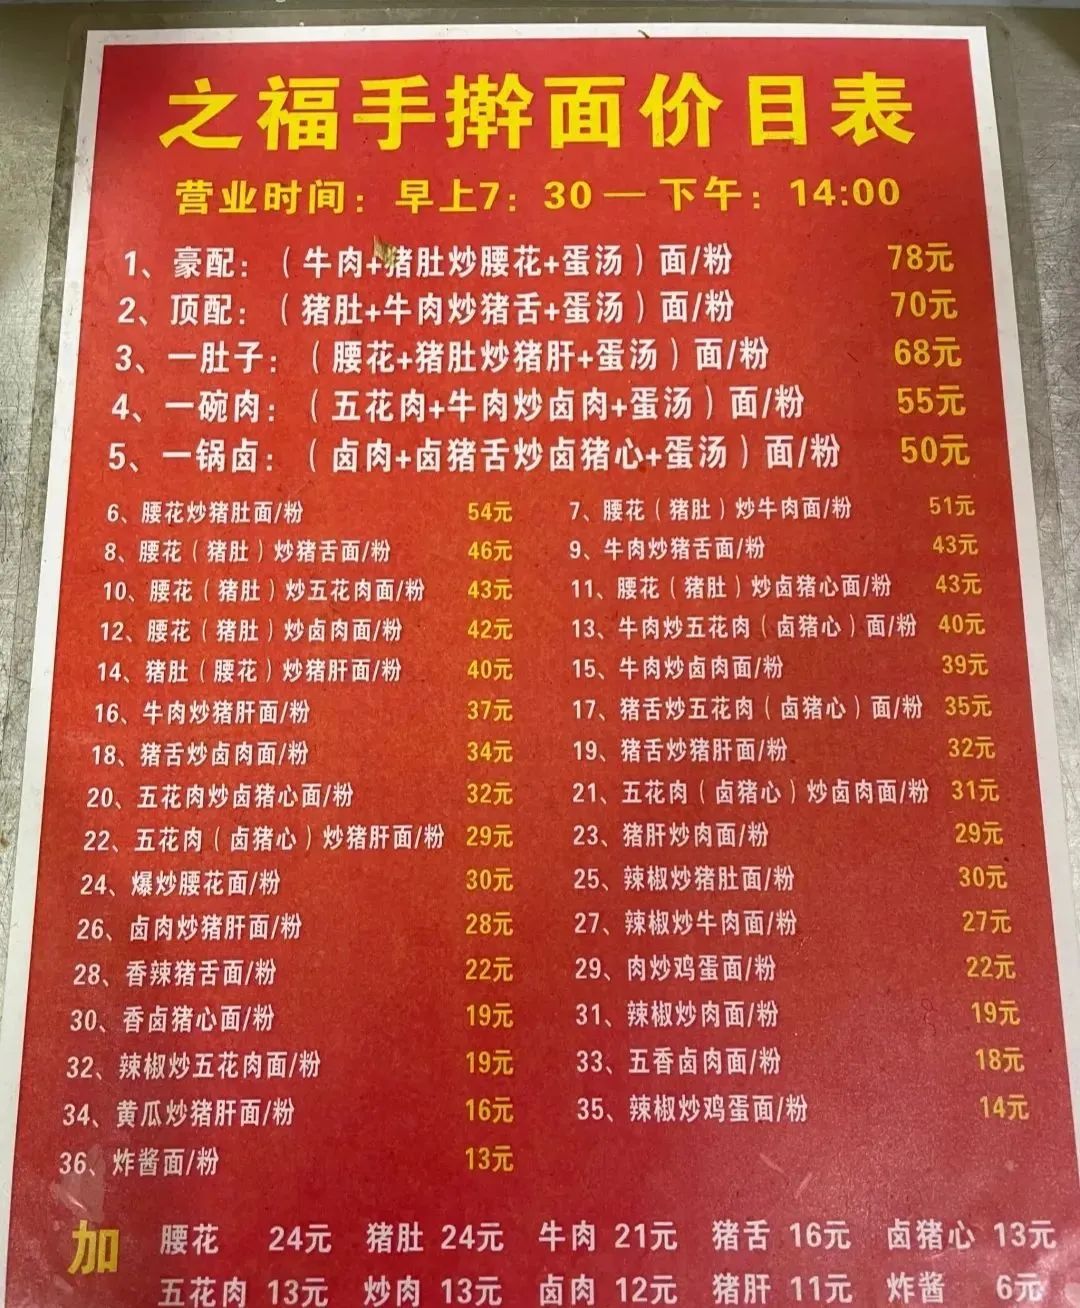 之福手擀面价目表
营业时间：早上7：30 — 下午：14:00
1、豪配：（牛肉+猪肚炒腰花+蛋汤）面/粉 78元
2、顶配：（猪肚+牛肉炒猪舌+蛋汤）面/粉 70元
3、一肚子：（腰花+猪肚炒猪肝+蛋汤）面/粉 68元
4、一碗肉：（五花肉+牛肉炒卤肉+蛋汤）面/粉 55元
5、一锅卤：（卤肉+卤猪舌炒卤猪心+蛋汤）面/粉 50元
6、腰花炒猪肚面/粉 54元 7、腰花（猪肚）炒牛肉面/粉 51元
8、腰花（猪肚）炒猪舌面/粉 46元 9、牛肉炒猪舌面/粉 43元
10、腰花（猪肚）炒五花肉面/粉 43元 11、腰花（猪肚）炒卤猪心面/粉 43元
12、腰花（猪肚）炒卤肉面/粉 42元 13、牛肉炒五花肉（卤猪心）面/粉 40元
14、猪肚（腰花）炒猪肝面/粉 40元 15、牛肉炒卤肉面/粉 39元
16、牛肉炒猪肝面/粉 37元 17、猪舌炒五花肉（卤猪心）面/粉 35元
18、猪舌炒卤肉面/粉 34元 19、猪舌炒猪肝面/粉 32元
20、五花肉炒卤猪心面/粉 32元 21、五花肉（卤猪心）炒卤肉面/粉 31元
22、五花肉（卤猪心）炒猪肝面/粉 29元 23、猪肝炒肉面/粉 29元
24、爆炒腰花面/粉 30元 25、辣椒炒猪肚面/粉 30元
26、卤肉炒猪肝面/粉 28元 27、辣椒炒牛肉面/粉 27元
28、香辣猪舌面/粉 22元 29、肉炒鸡蛋面/粉 22元
30、香卤猪心面/粉 19元 31、辣椒炒肉面/粉 19元
32、辣椒炒五花肉面/粉 19元 33、五香卤肉面/粉 18元
34、黄瓜炒猪肝面/粉 16元 35、辣椒炒鸡蛋面/粉 14元
36、炸酱面/粉 13元
加 腰花 24元 猪肚 24元 牛肉 21元 猪舌 16元 卤猪心 13元
五花肉 13元 炒肉 13元 卤肉 12元 猪肝 11元 炸酱 6元